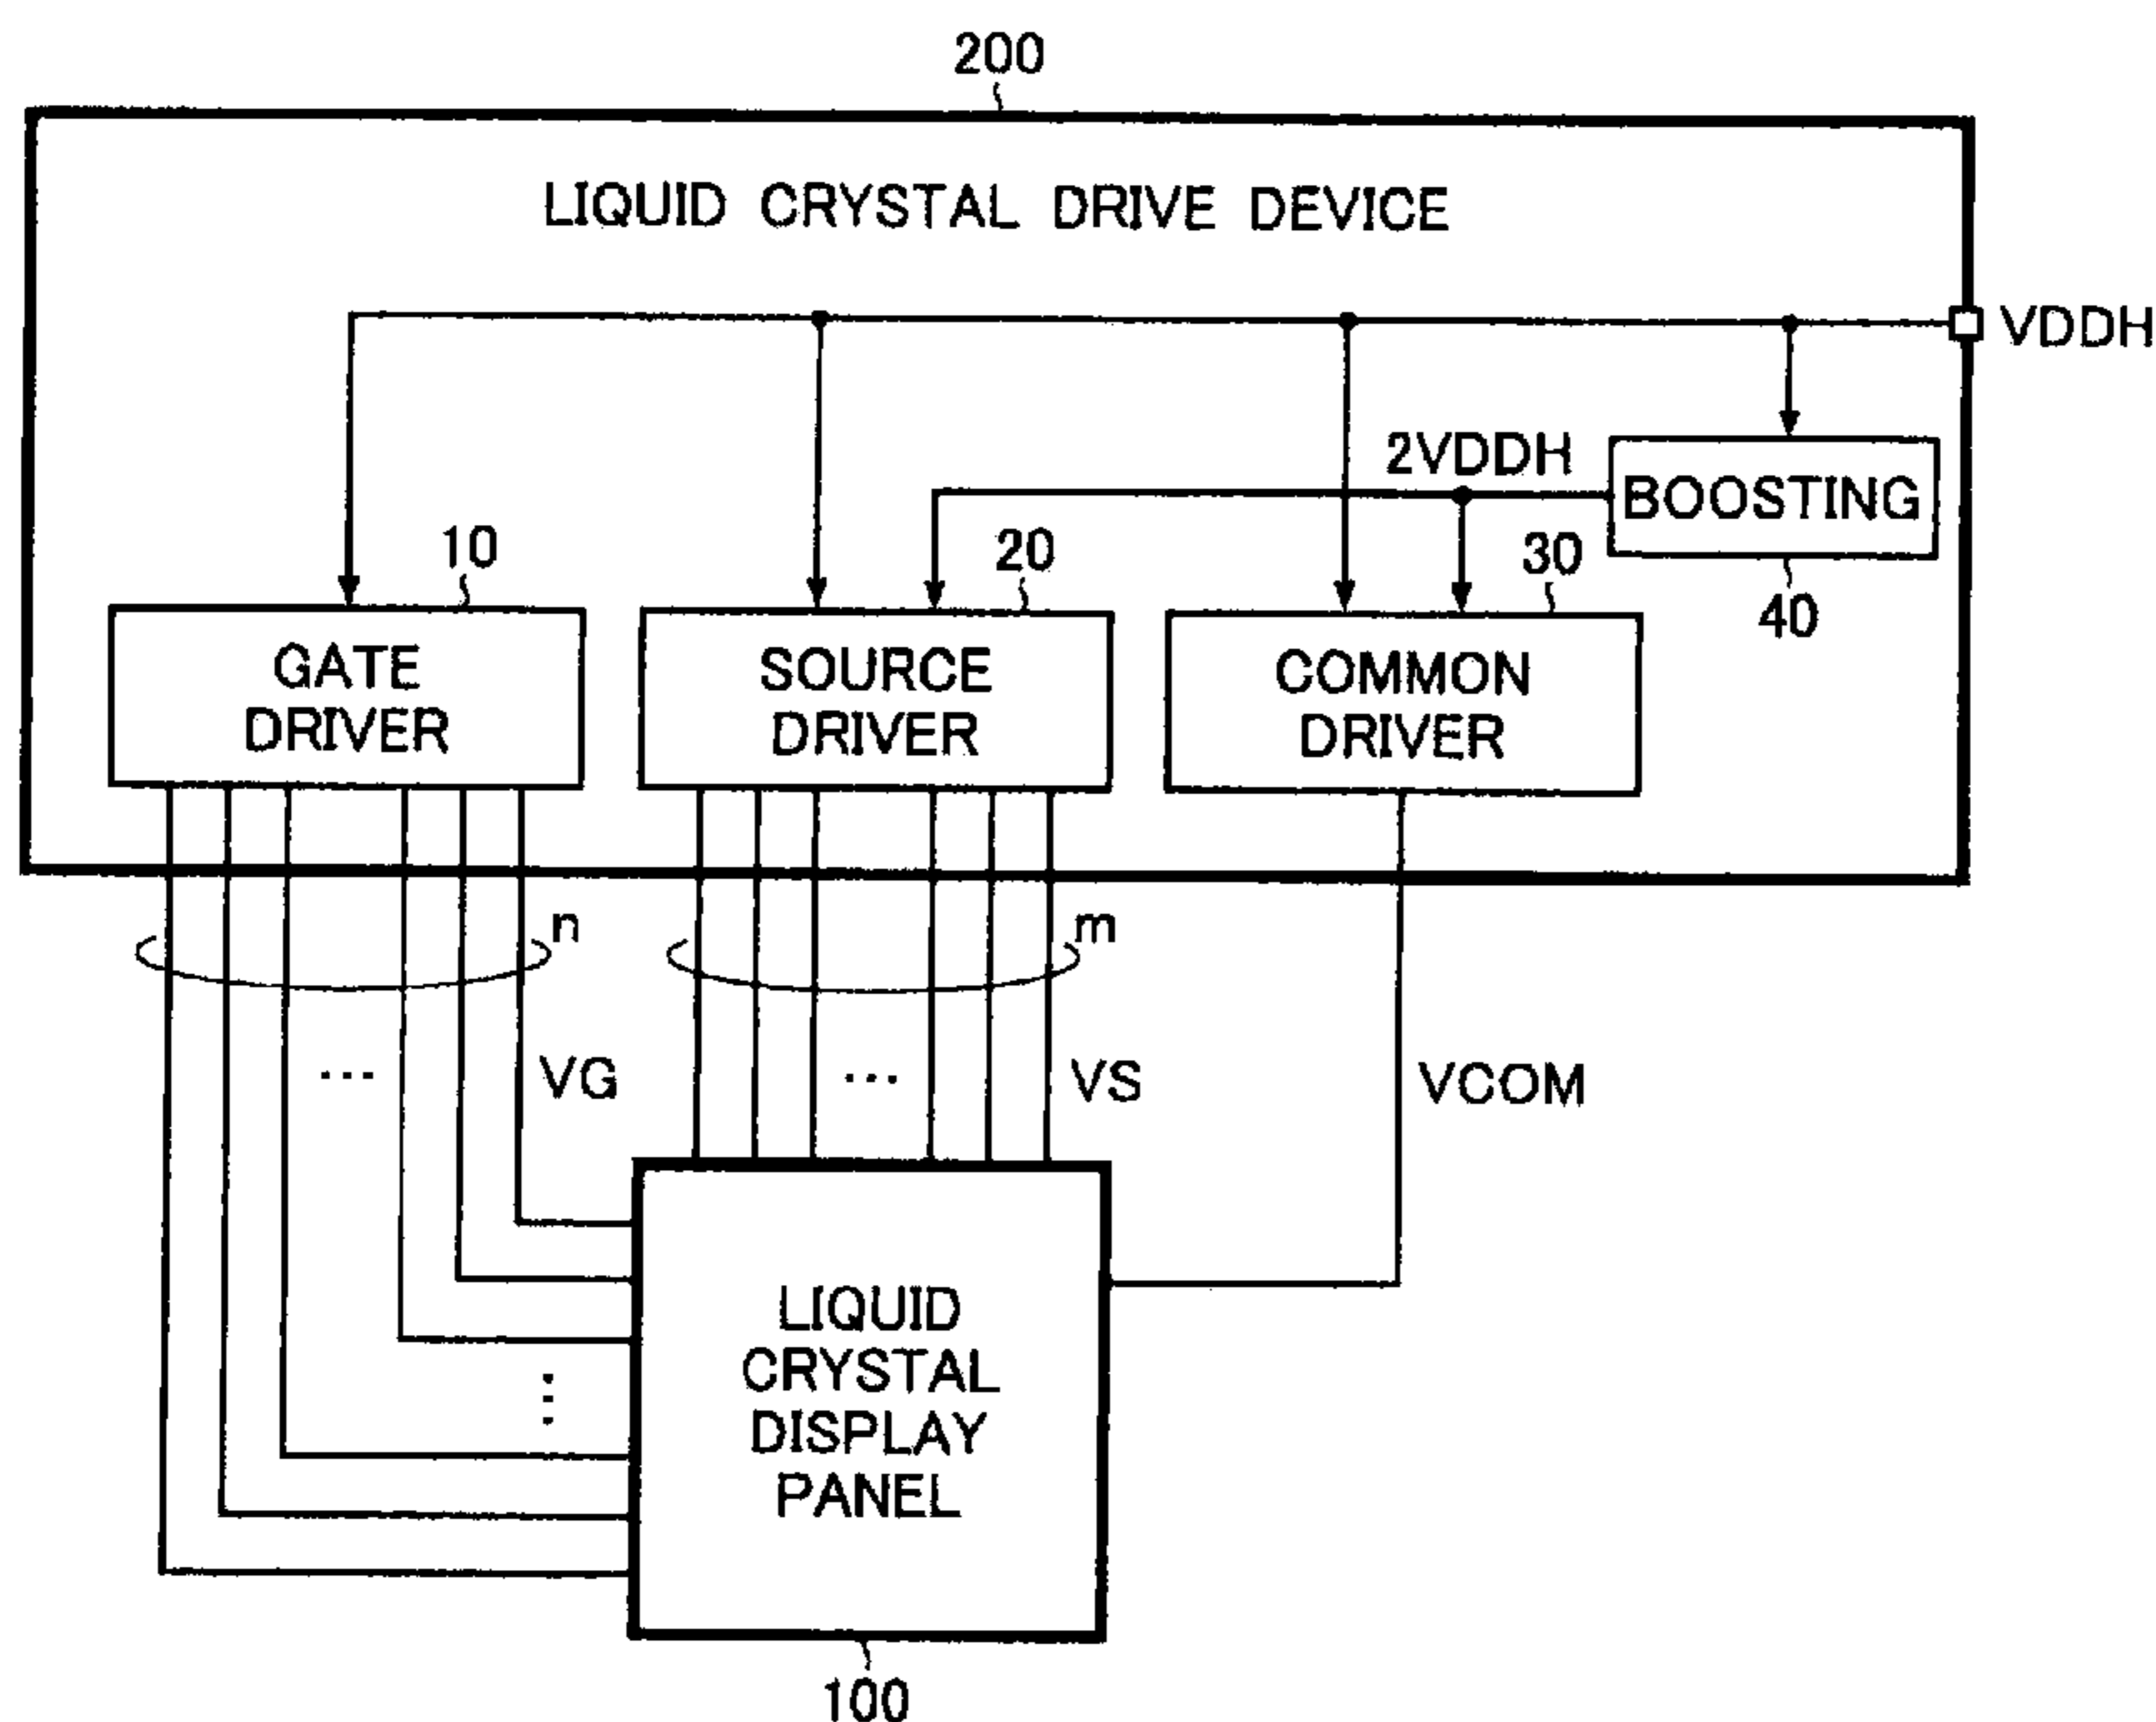 200
LIQUID CRYSTAL DRIVE DEVICE
VDDH
2VDDH
BOOSTING
40
10
20
30
GATE
DRIVER
SOURCE
DRIVER
COMMON
DRIVER
n
m
...
VG
...
VS
VCOM
...
LIQUID
CRYSTAL
DISPLAY
PANEL
100